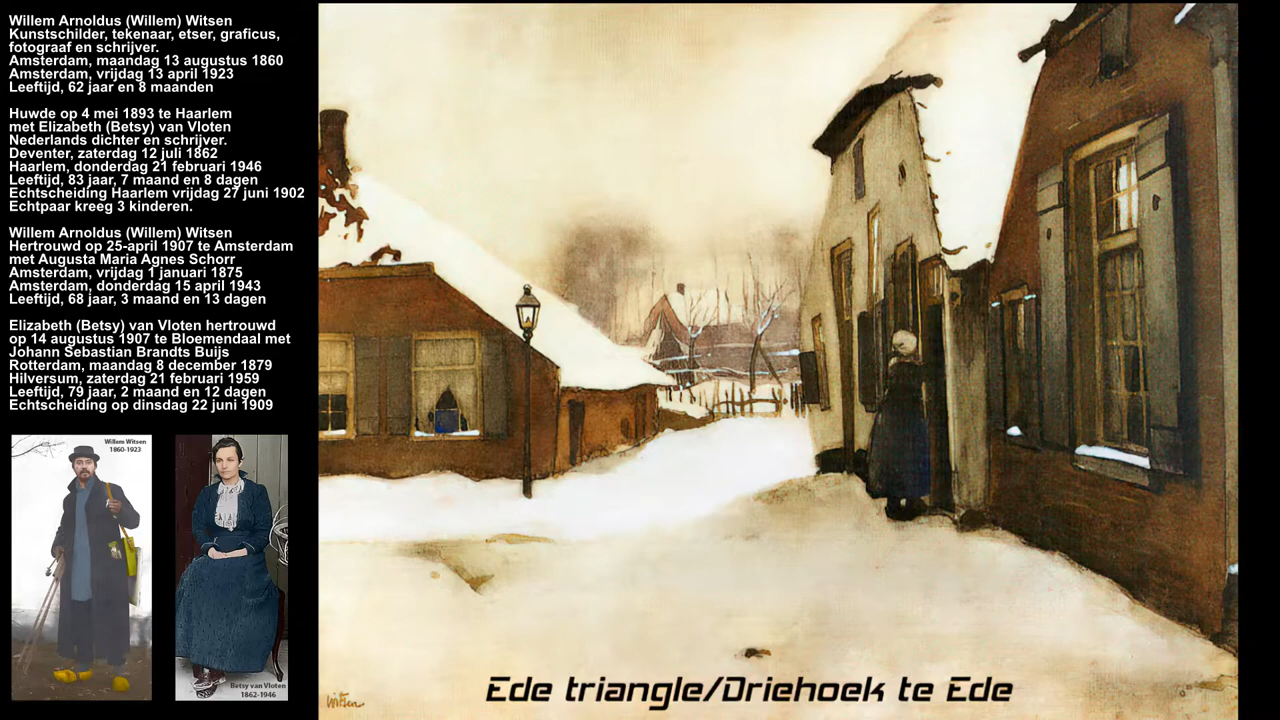 Willem Arnoldus (Willem) Witsen
Kunstschilder, tekenaar, etser, graficus,
fotograaf en schrijver.
Amsterdam, maandag 13 augustus 1860
Amsterdam, vrijdag 13 april 1923
Leeftijd, 62 jaar en 8 maanden
Huwde op 4 mei 1893 te Haarlem
met Elizabeth (Betsy) van Vloten
Nederlands dichter en schrijver.
Deventer, zaterdag 12 juli 1862
Haarlem, donderdag 21 februari 1946
Leeftijd, 83 jaar, 7 maand en 8 dagen
Echtscheiding Haarlem vrijdag 27 juni 1902
Echtpaar kreeg 3 kinderen.
Willem Arnoldus (Willem) Witsen
Hertrouwd op 25-april 1907 te Amsterdam
met Augusta Maria Agnes Schorr
Amsterdam, vrijdag 1 januari 1875
Amsterdam, donderdag 15 april 1943
Leeftijd, 68 jaar, 3 maand en 13 dagen
Elizabeth (Betsy) van Vloten hertrouwd
op 14 augustus 1907 te Bloemendaal met
Johann Sebastian Brandts Buijs
Rotterdam, maandag 8 december 1879
Hilversum, zaterdag 21 februari 1959
Leeftijd, 79 jaar, 2 maand en 12 dagen
Echtscheiding op dinsdag 22 juni 1909
Willem Witsen
1860-1923
Betsy van Vloten
1862-1946
Witsen
Ede triangle/Driehoek te Ede